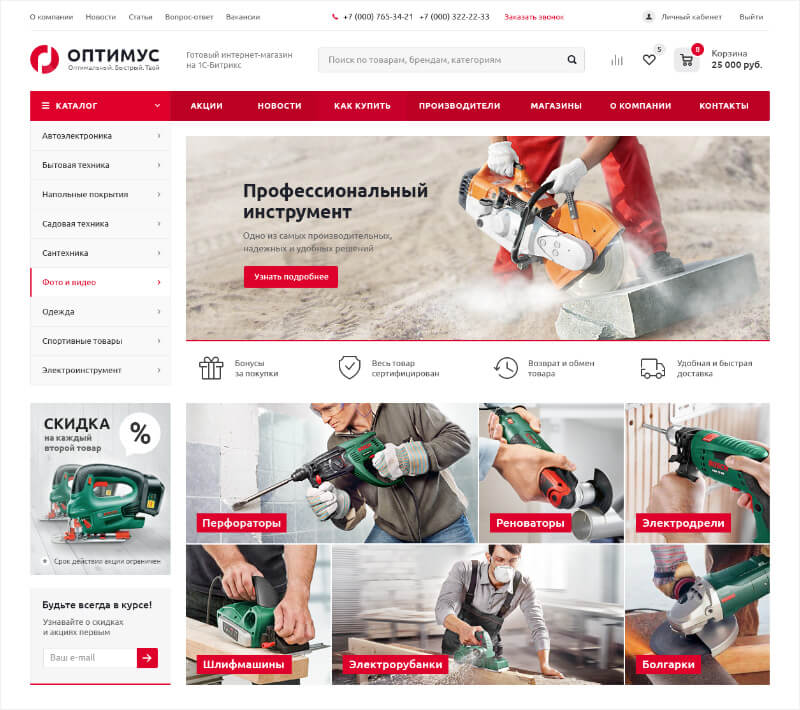 О компании
Новости
Статьи
Вопрос-ответ
Вакансии
+7 (000) 765-34-21
+7 (000) 322-22-33
Заказать звонок
Личный кабинет
Выйти
ОПТИМУС
Оптимальный. Быстрый. Твой
Готовый интернет-магазин
на 1С-Битрикс
Поиск по товарам, брендам, категориям
5
8
Корзина
25 000 руб.
КАТАЛОГ
АКЦИИ
НОВОСТИ
КАК КУПИТЬ
ПРОИЗВОДИТЕЛИ
МАГАЗИНЫ
О КОМПАНИИ
КОНТАКТЫ
Автоэлектроника
Бытовая техника
Напольные покрытия
Садовая техника
Сантехника
Фото и видео
Одежда
Спортивные товары
Электроинструмент
Профессиональный
инструмент
Одно из самых производительных,
надежных и удобных решений
Узнать подробнее
Бонусы
за покупки
Весь товар
сертифицирован
Возврат и обмен
товара
Удобная и быстрая
доставка
СКИДКА
на каждый
второй товар
%
* Срок действия акции ограничен
Перфораторы
Реноваторы
Электродрели
Шлифмашины
Электрорубанки
Болгарки
Будьте всегда в курсе!
Узнавайте о скидках
и акциях первым
Ваш e-mail